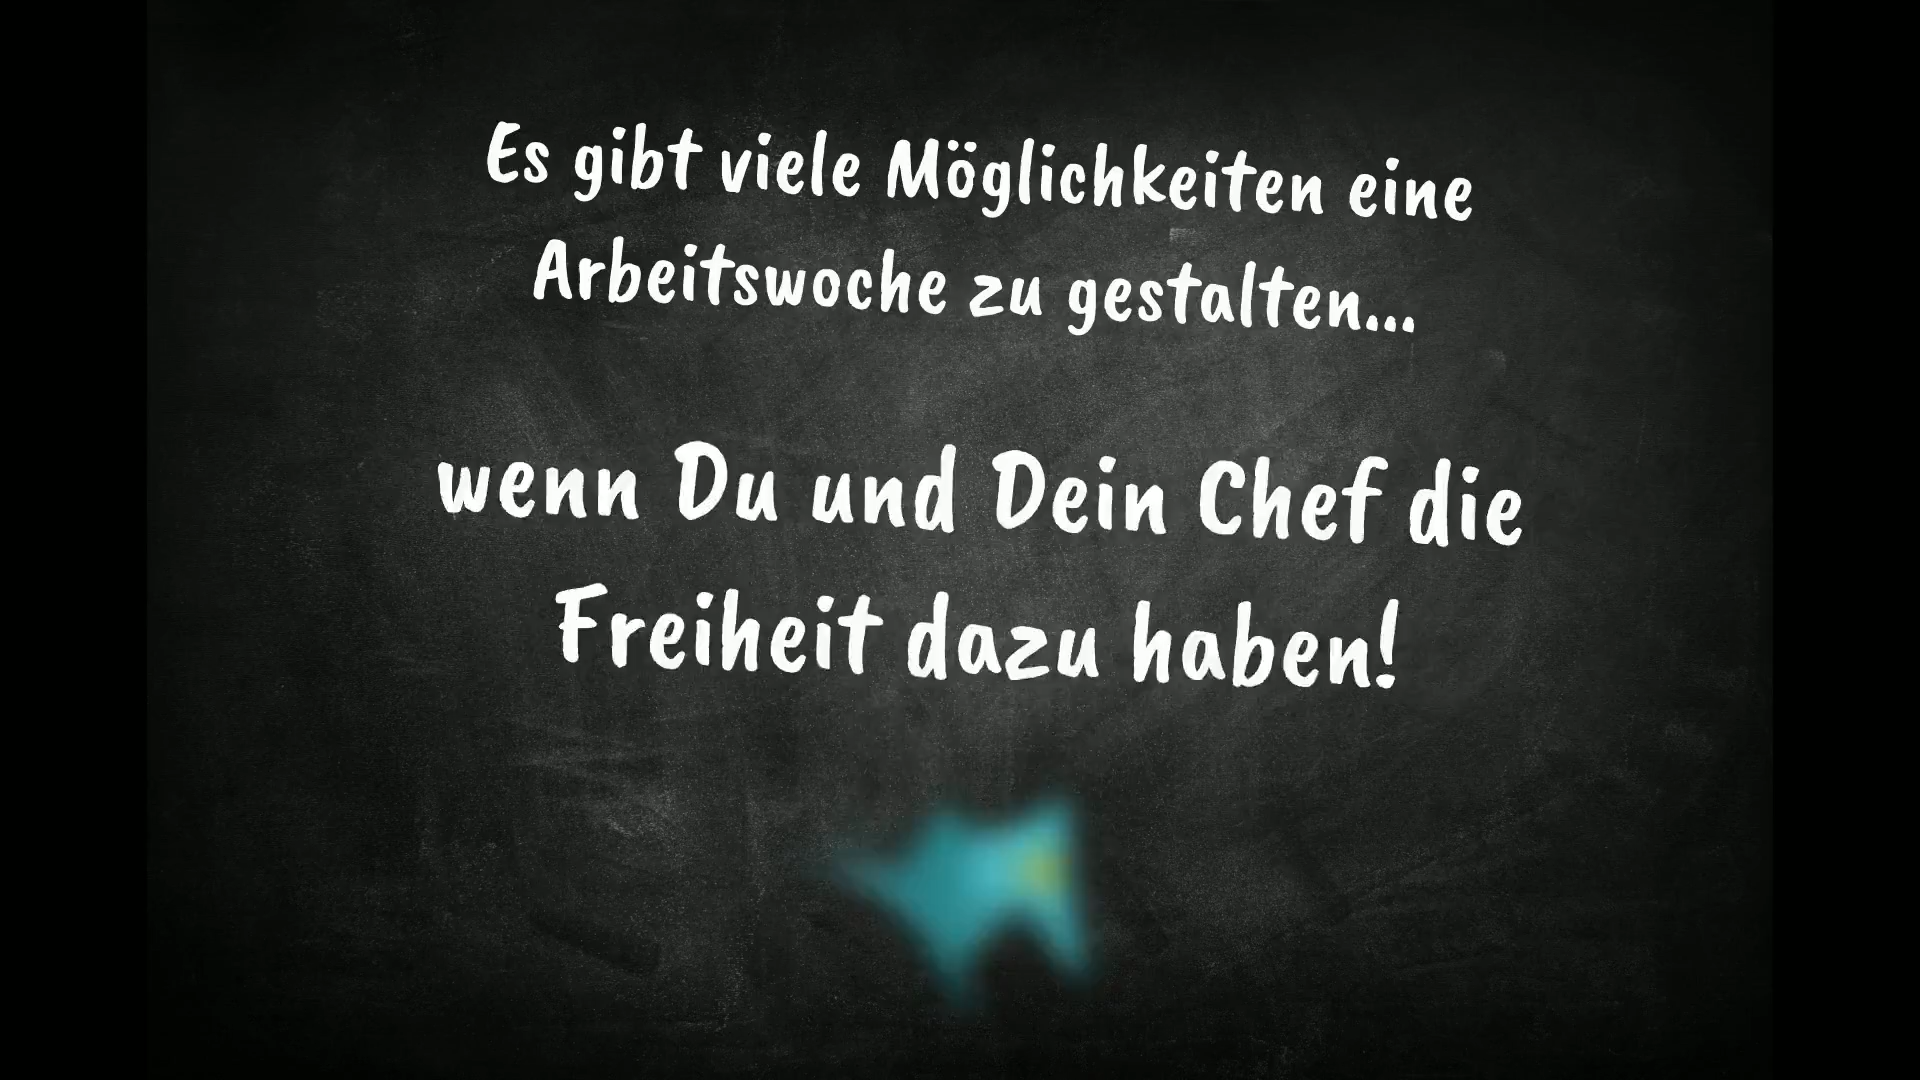 Es gibt viele Möglichkeiten eine
Arbeitswoche zu gestalten...
wenn Du und Dein Chef die
Freiheit dazu haben!